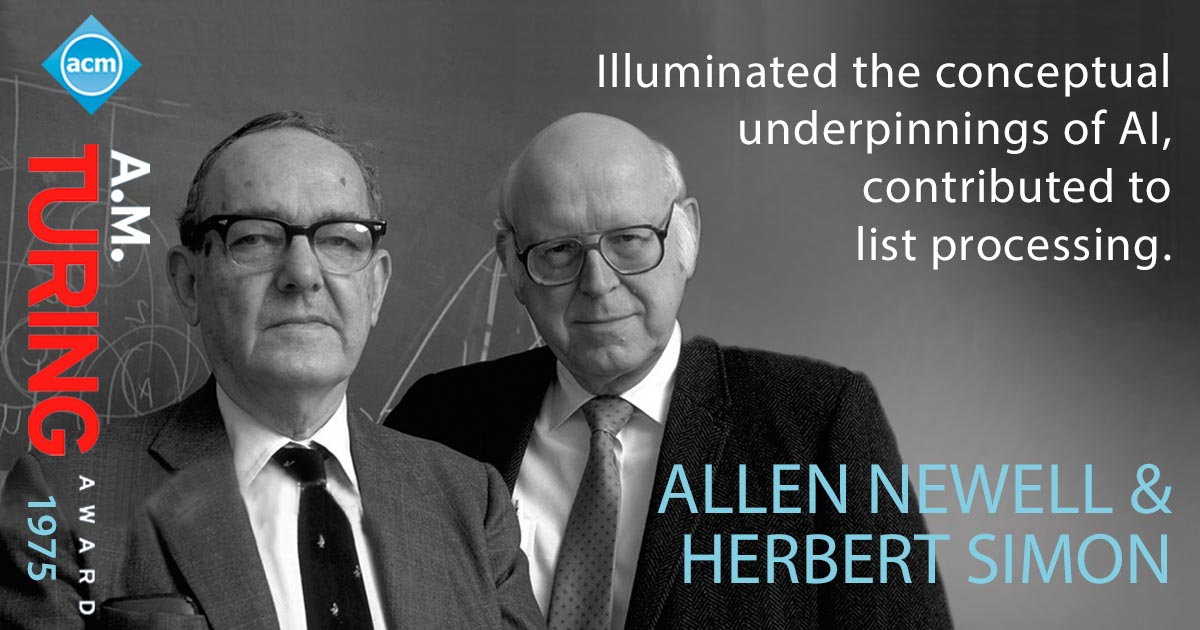 acm
A.M.
TURING
AWARD
1975
Illuminated the conceptual
underpinnings of AI,
contributed to
list processing.
ALLEN NEWELL &
HERBERT SIMON